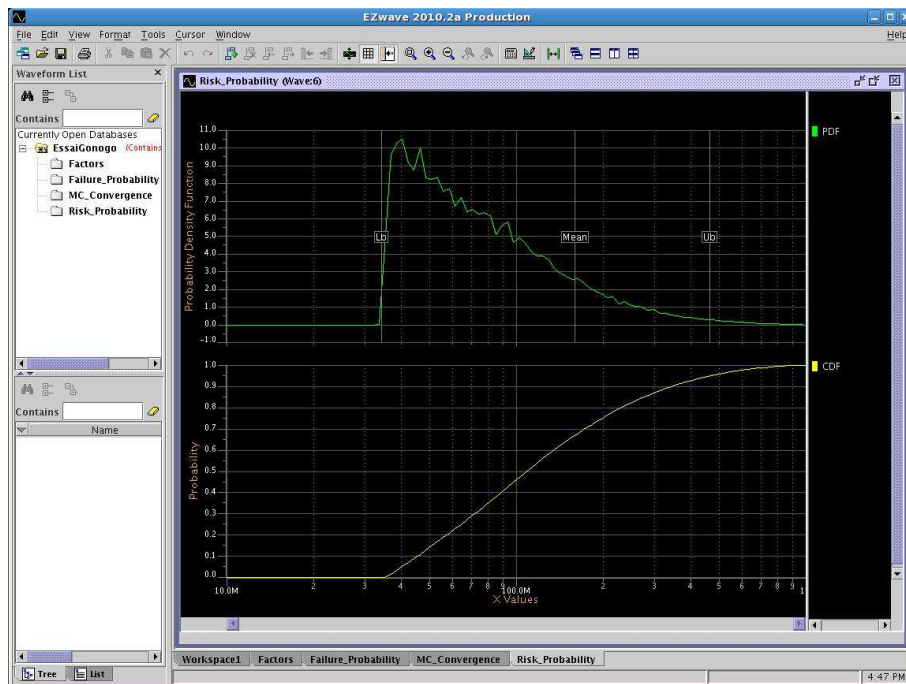 EZwave 2010.2a Production
File Edit View Format Tools Cursor Window Help
Waveform List
Contains
Currently Open Databases
EssaiGonogo (Contains
Factors
Failure_Probability
MC_Convergence
Risk_Probability
Contains
Name
Tree List
Risk_Probability (Wave:6)
PDF
Probability Density Function
11.0
10.0
9.0
8.0
7.0
6.0
5.0
4.0
3.0
2.0
1.0
0.0
-1.0
Lb Mean Ub
CDF
Probability
1.0
0.9
0.8
0.7
0.6
0.5
0.4
0.3
0.2
0.1
0.0
10.0M 2 3 4 5 6 7 8 9 100.0M 2 3 4 5 6 7 8 9 1
X Values
Workspace1 Factors Failure_Probability MC_Convergence Risk_Probability
4:47 PM